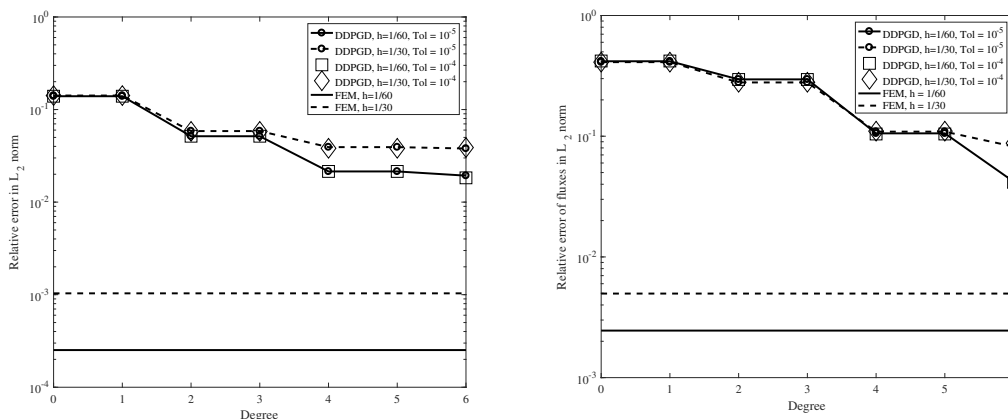 10^0
10^-1
10^-2
10^-3
10^-4
Relative error in L_2 norm
0 1 2 3 4 5 6
Degree
DDPGD, h=1/60, Tol = 10^-5
DDPGD, h=1/30, Tol = 10^-5
DDPGD, h=1/60, Tol = 10^-4
DDPGD, h=1/30, Tol = 10^-4
FEM, h=1/60
FEM, h=1/30
10^0
10^-1
10^-2
10^-3
Relative error of fluxes in L_2 norm
0 1 2 3 4 5
Degree
DDPGD, h=1/60, Tol = 10^-5
DDPGD, h=1/30, Tol = 10^-5
DDPGD, h=1/60, Tol = 10^-4
DDPGD, h=1/30, Tol = 10^-4
FEM, h = 1/60
FEM, h = 1/30